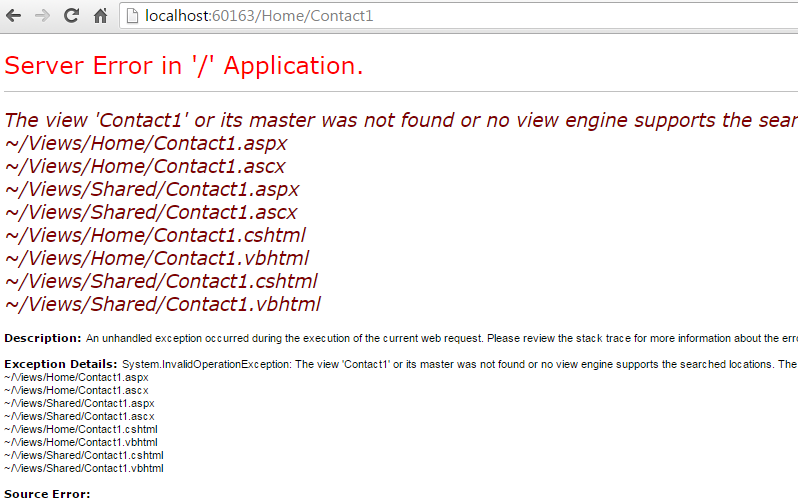 localhost:60163/Home/Contact1
Server Error in '/' Application.
The view 'Contact1' or its master was not found or no view engine supports the sear
~/Views/Home/Contact1.aspx
~/Views/Home/Contact1.ascx
~/Views/Shared/Contact1.aspx
~/Views/Shared/Contact1.ascx
~/Views/Home/Contact1.cshtml
~/Views/Home/Contact1.vbhtml
~/Views/Shared/Contact1.cshtml
~/Views/Shared/Contact1.vbhtml
Description: An unhandled exception occurred during the execution of the current web request. Please review the stack trace for more information about the erro
Exception Details: System.InvalidOperationException: The view 'Contact1' or its master was not found or no view engine supports the searched locations. The
~/Views/Home/Contact1.aspx
~/Views/Home/Contact1.ascx
~/Views/Shared/Contact1.aspx
~/Views/Shared/Contact1.ascx
~/Views/Home/Contact1.cshtml
~/Views/Home/Contact1.vbhtml
~/Views/Shared/Contact1.cshtml
~/Views/Shared/Contact1.vbhtml
Source Error: